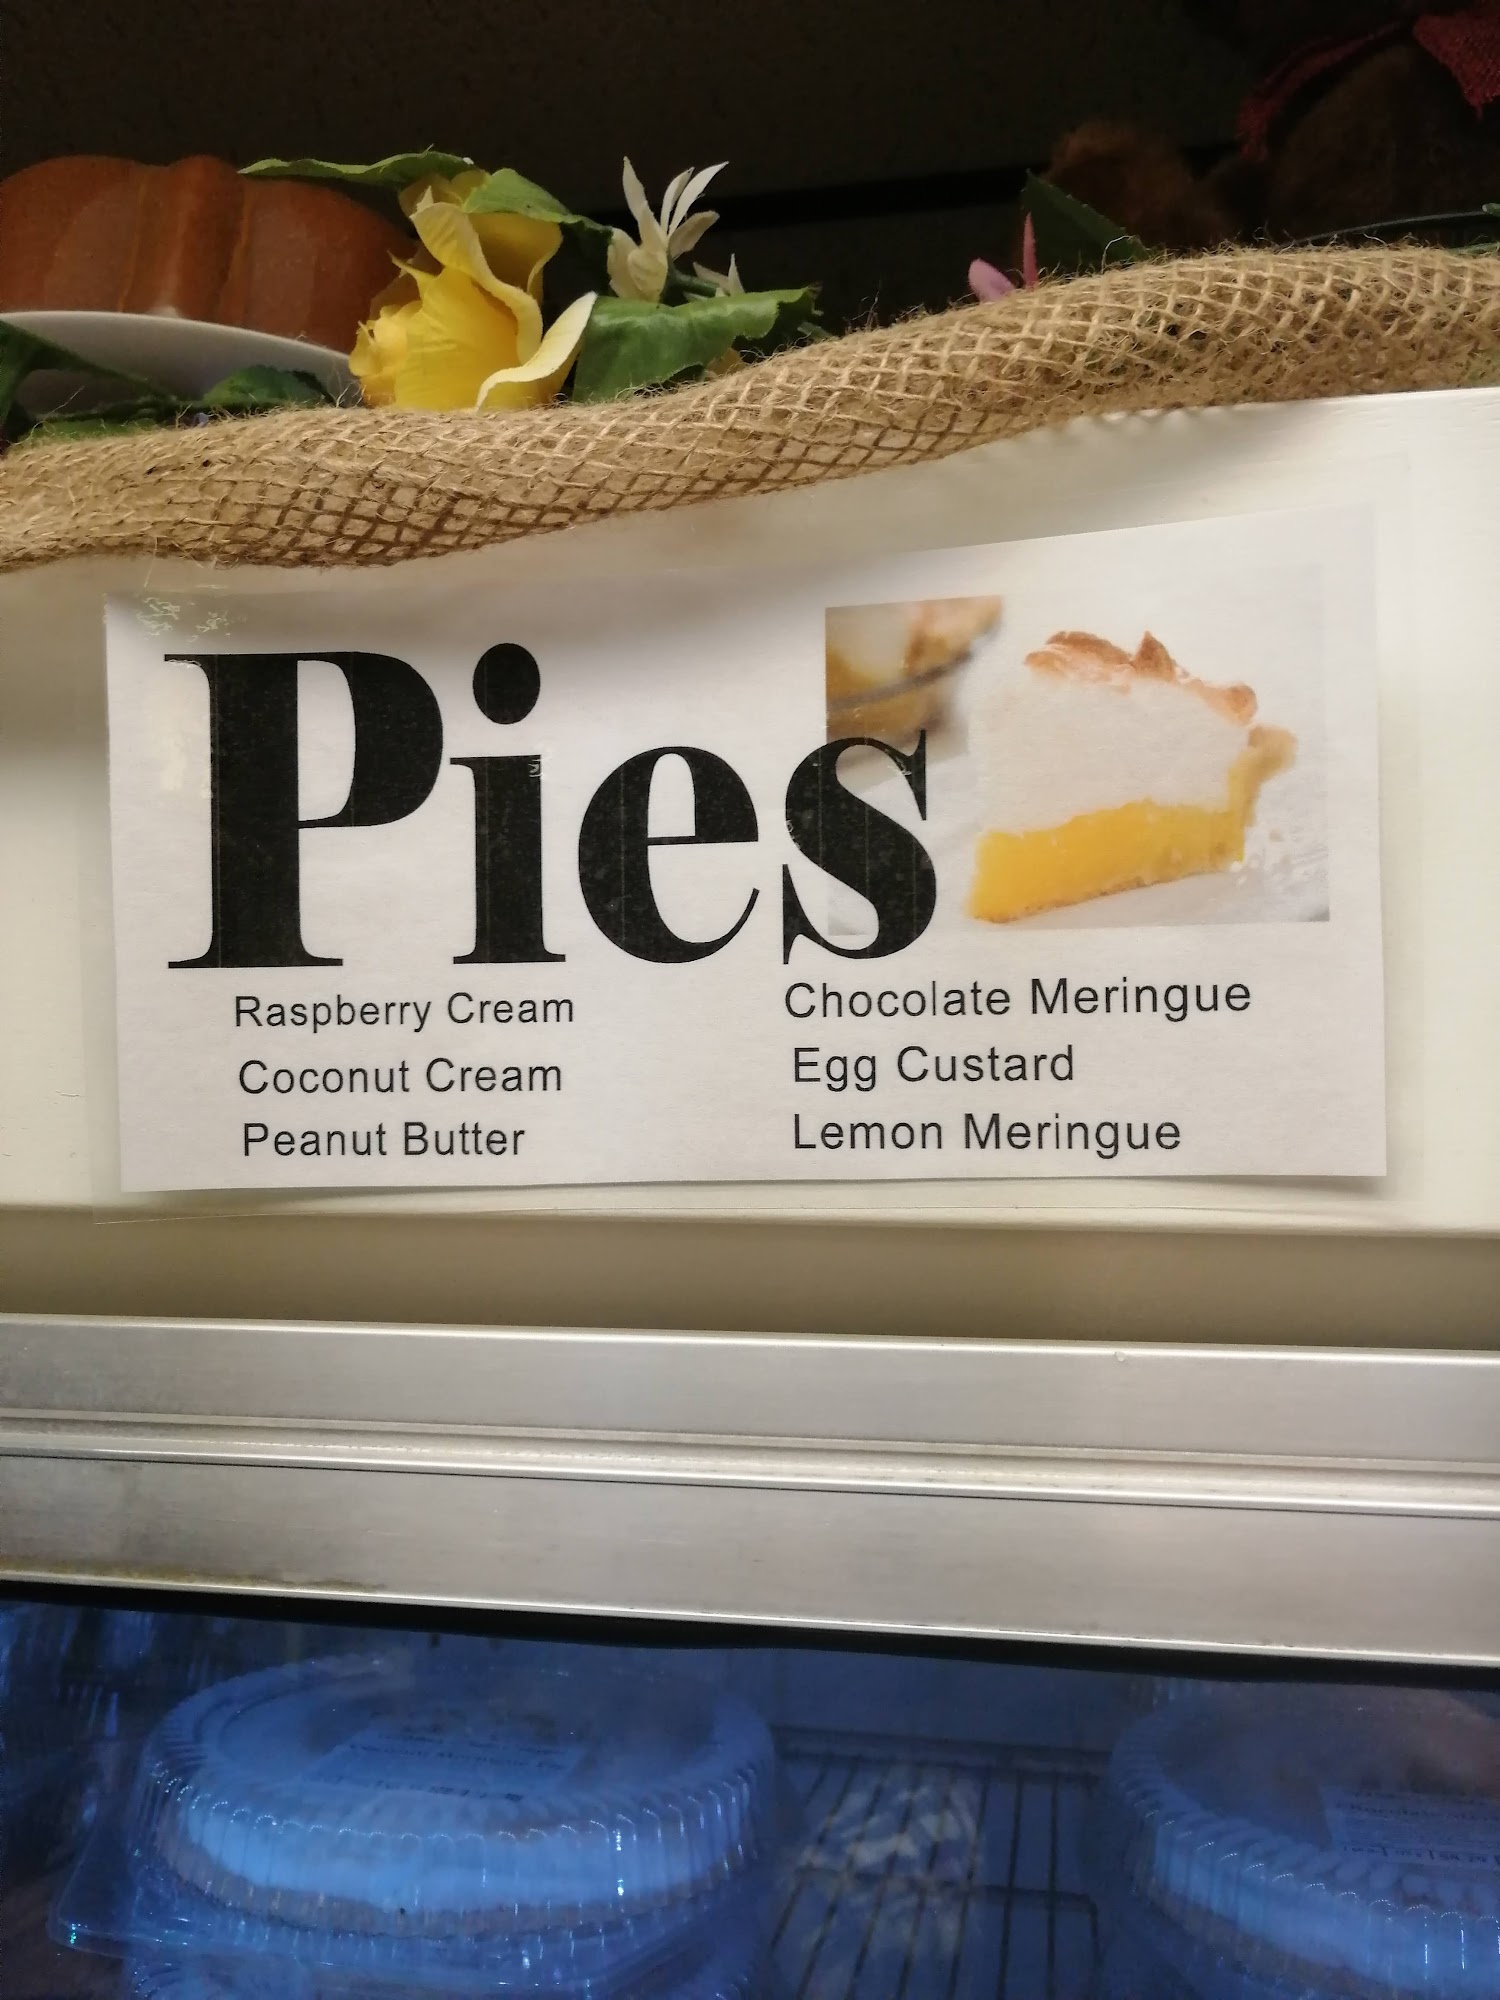 Pies
Raspberry Cream
Coconut Cream
Peanut Butter
Chocolate Meringue
Egg Custard
Lemon Meringue